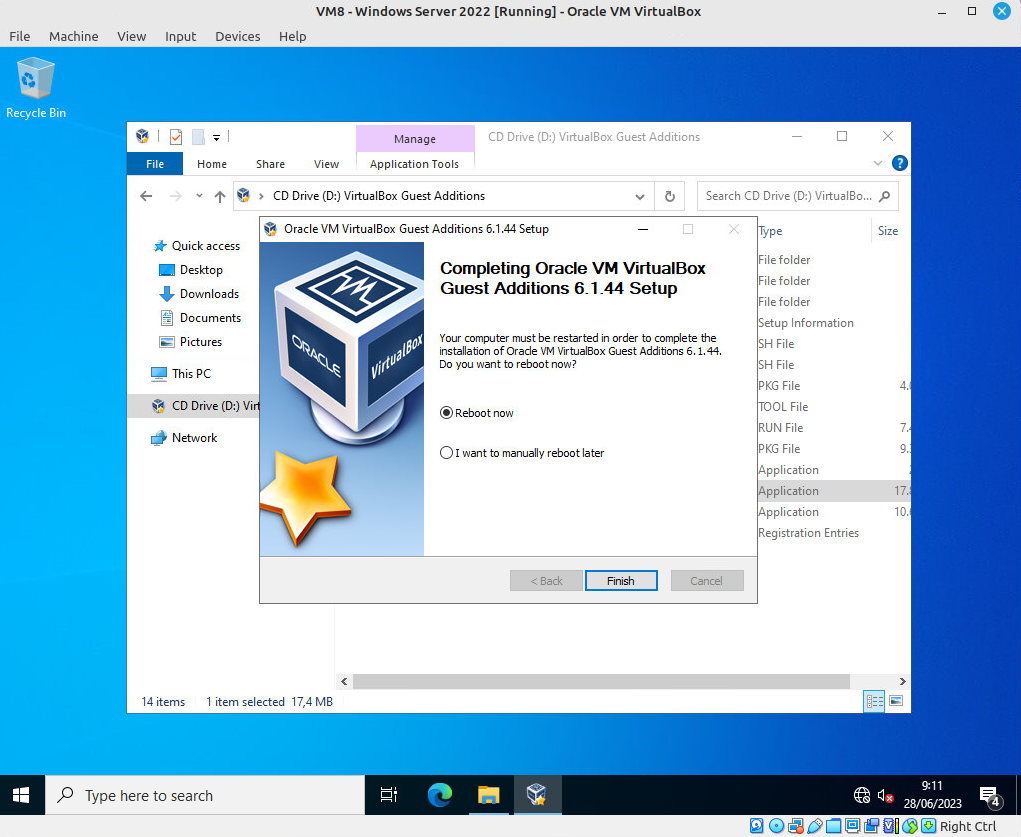 VM8 - Windows Server 2022 [Running] - Oracle VM VirtualBox
File Machine View Input Devices Help
Recycle Bin
Manage
CD Drive (D:) VirtualBox Guest Additions
File Home Share View Application Tools
CD Drive (D:) VirtualBox Guest Additions
Search CD Drive (D:) VirtualBo...
Quick access
Desktop
Downloads
Documents
Pictures
This PC
CD Drive (D:) Virt
Network
Type Size
File folder
File folder
File folder
Setup Information
SH File
SH File
PKG File 4.
TOOL File
RUN File 7.
PKG File 9.
Application
Application 17.
Application 10.
Registration Entries
Oracle VM VirtualBox Guest Additions 6.1.44 Setup
ORACLE
VirtualBox
Completing Oracle VM VirtualBox
Guest Additions 6.1.44 Setup
Your computer must be restarted in order to complete the
installation of Oracle VM VirtualBox Guest Additions 6.1.44.
Do you want to reboot now?
Reboot now
I want to manually reboot later
< Back Finish Cancel
14 items 1 item selected 17,4 MB
Type here to search
9:11
28/06/2023
4
Right Ctrl